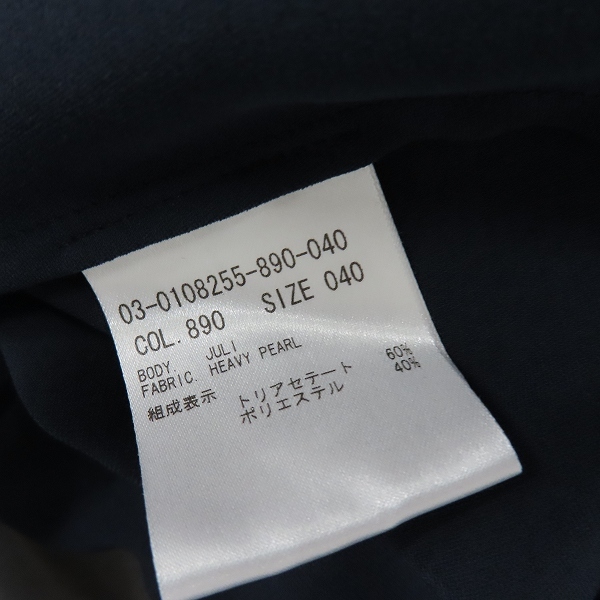 03-0108255-890-040
COL. 890 SIZE 040
BODY. JULI
FABRIC. HEAVY PEARL
組成表示 トリアセテート 60%
ポリエステル 40%